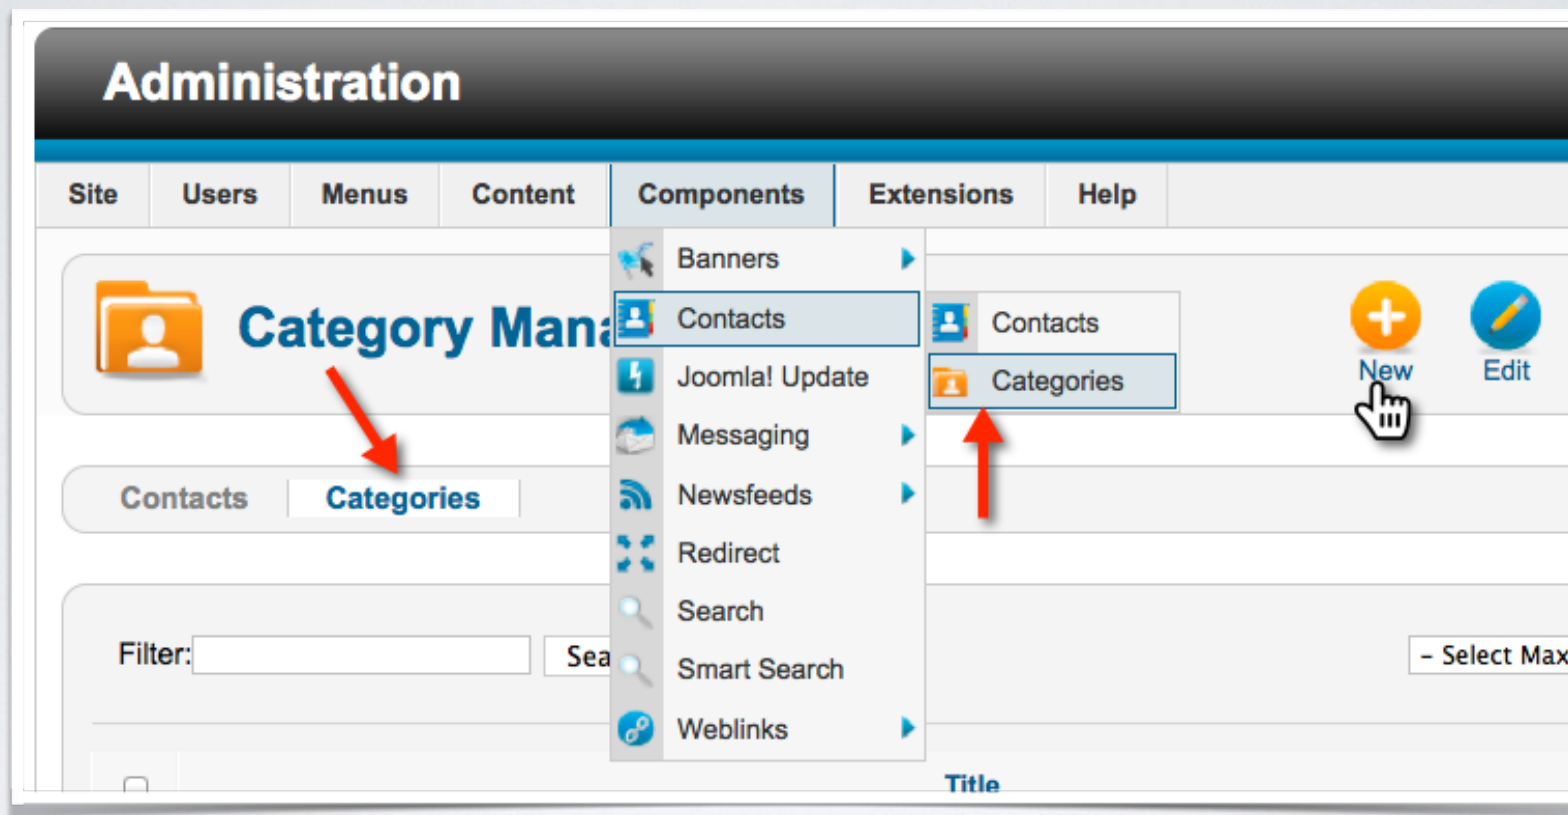 Administration
Site Users Menus Content Components Extensions Help
Banners
Category Mana
Contacts
Contacts
Joomla! Update
Categories
New Edit
Messaging
Contacts Categories
Newsfeeds
Redirect
Search
Filter: Sea
– Select Max
Smart Search
Weblinks
Title